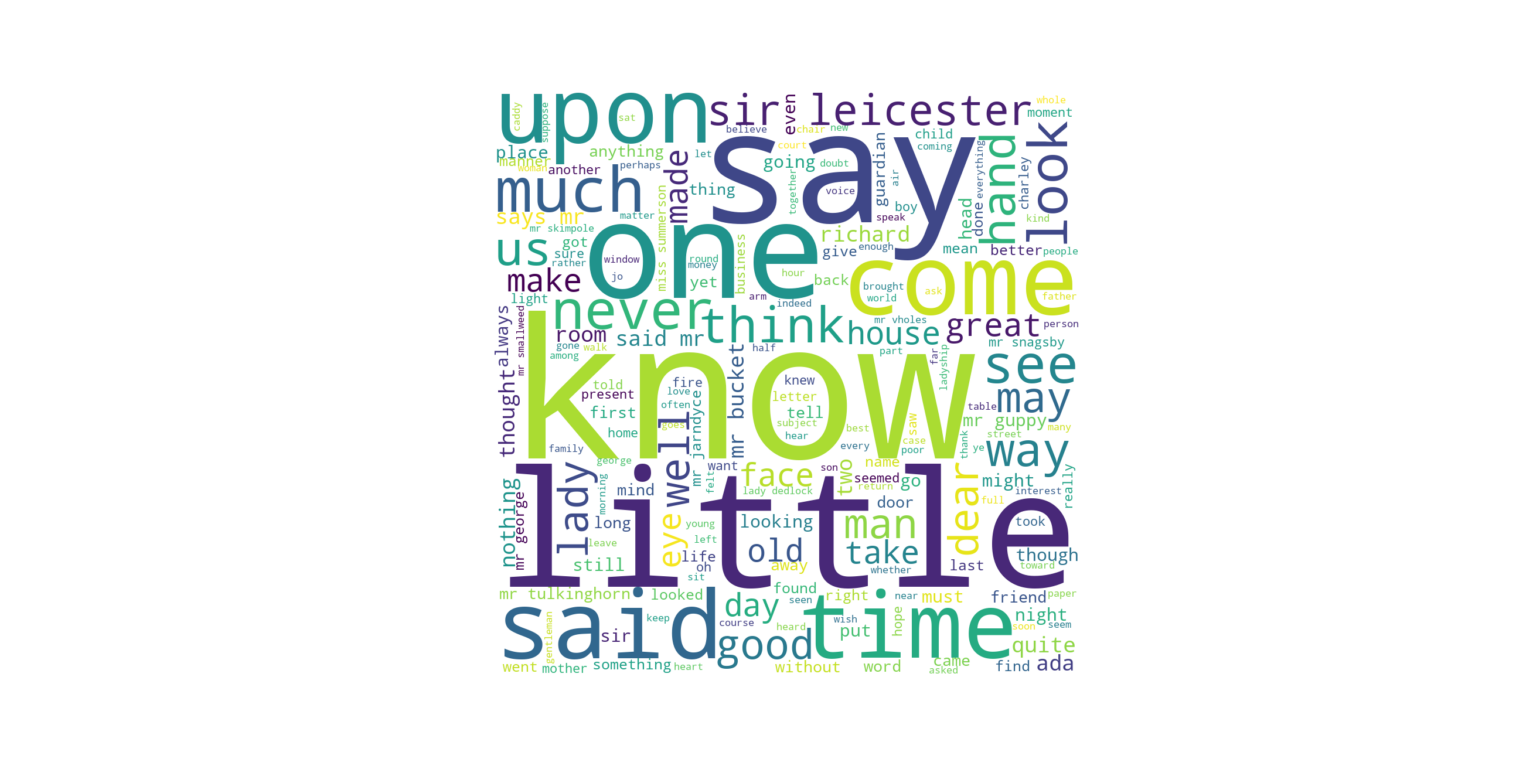 caddy
suppose
upon
sat
sir leicester
even
whole
moment
believe
chair
new
look
place
manner
woman
another
anything
perhaps
let
made
say
court
going
doubt
thing
together
voice
air
guardian
child
coming
everything
done
hand
charley
much
boy
head
speak
kind
says mr
matter
mr skimpole
miss summerson
one
richard
give
enough
mean
better
people
us
got
sure
rather
window
round
money
jo
business
yet
hour
back
come
brought
world
ask
father
make
light
arm
indeed
never
think
house
great
person
mr vholes
always
mr smallweed
room
said mr
gone
walk
among
half
part
far
ladyship
mr snagsby
see
thought
know
told
present
fire
love
knew
letter
mr bucket
first
often
goes
tell
subject
home
well
mr jarndyce
hear
best
every
saw
case
poor
table
may
mr guppy
many
street
thank
ye
way
family
george
want
son
face
two
name
lady
morning
mind
felt
lady dedlock
seemed
return
go
dear
might
interest
really
full
nothing
mr george
little
long
eye
young
looking
man
door
took
leave
left
life
oh
old
take
though
still
sit
away
whether
last
toward
mr tulkinghorn
looked
found
seen
right
near
must
friend
paper
said
keep
day
time
wish
hope
night
soon
seem
sir
course
heard
put
gentleman
good
quite
went
mother
something
heart
without
word
came
asked
find
ada